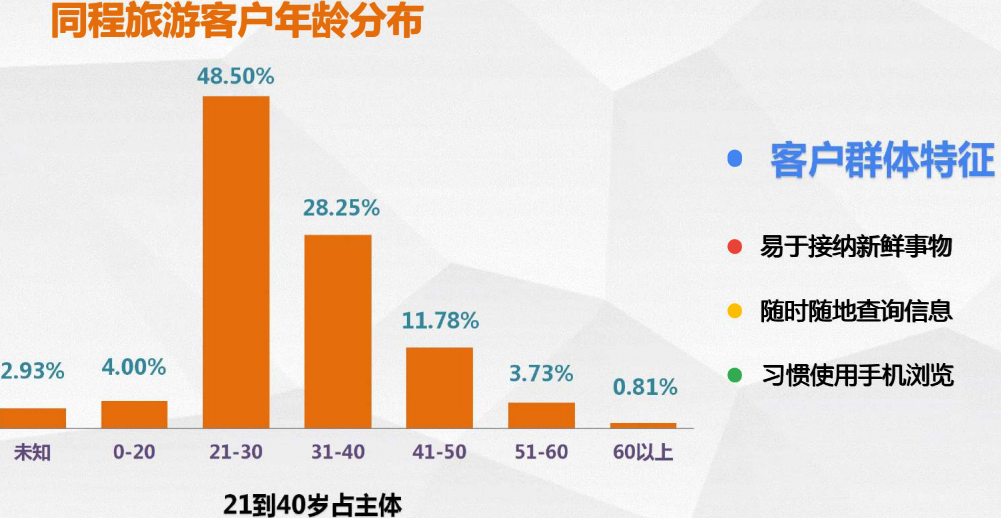 同程旅游客户年龄分布
48.50%
28.25%
11.78%
2.93%
4.00%
3.73%
0.81%
未知
0-20
21-30
31-40
41-50
51-60
60以上
21到40岁占主体
客户群体特征
易于接纳新鲜事物
随时随地查询信息
习惯使用手机浏览